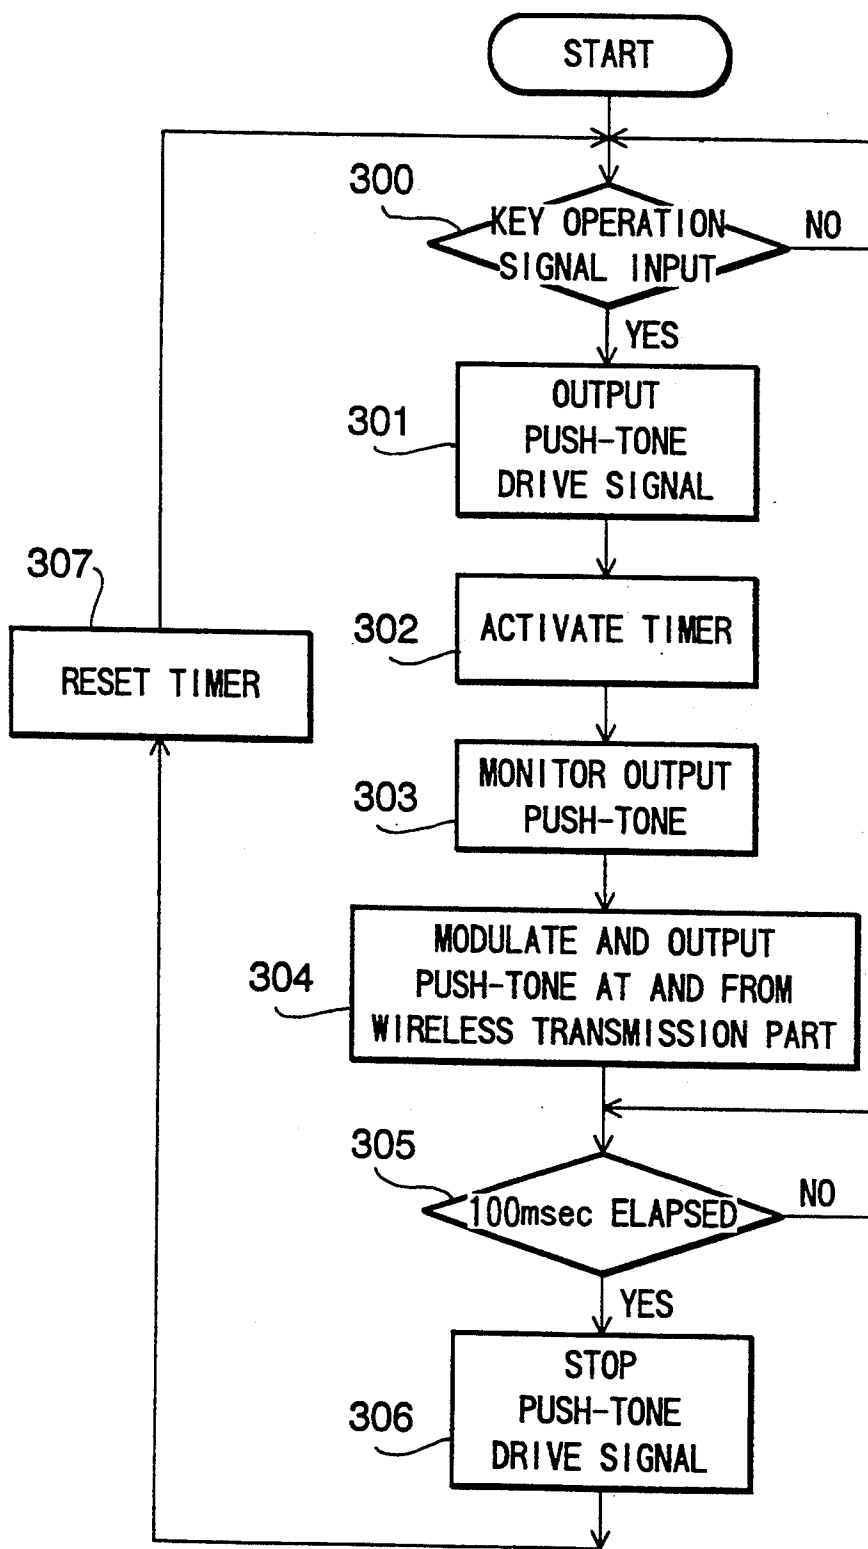 START
300
KEY OPERATION
SIGNAL INPUT
NO
YES
301
OUTPUT
PUSH-TONE
DRIVE SIGNAL
307
RESET TIMER
302
ACTIVATE TIMER
303
MONITOR OUTPUT
PUSH-TONE
304
MODULATE AND OUTPUT
PUSH-TONE AT AND FROM
WIRELESS TRANSMISSION PART
305
100msec ELAPSED
NO
YES
306
STOP
PUSH-TONE
DRIVE SIGNAL